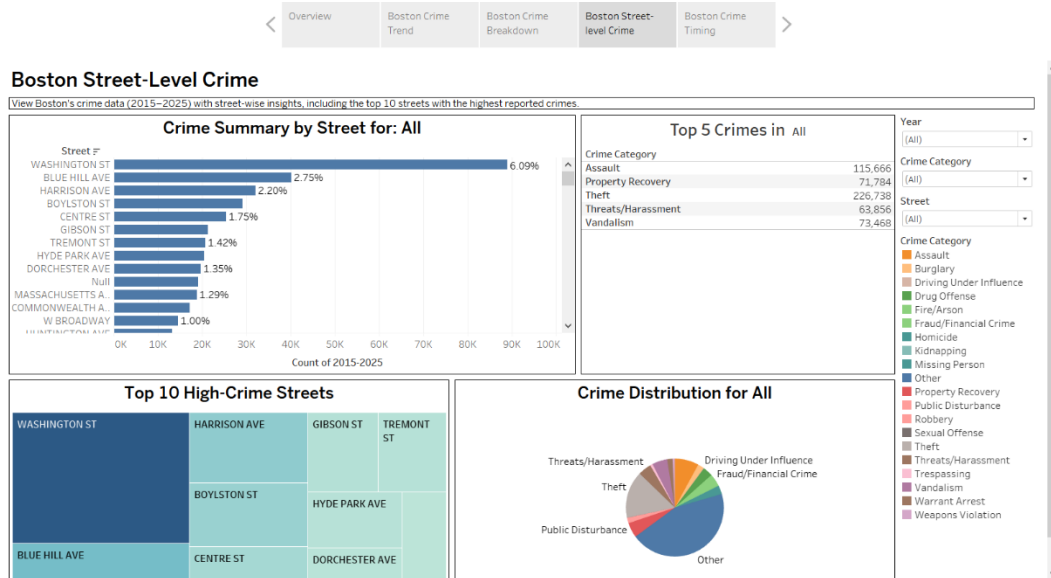 Overview
Boston Crime
Trend
Boston Crime
Breakdown
Boston Street-
level Crime
Boston Crime
Timing
Boston Street-Level Crime
View Boston's crime data (2015–2025) with street-wise insights, including the top 10 streets with the highest reported crimes.
Crime Summary by Street for: All
Street
WASHINGTON ST 6.09%
BLUE HILL AVE 2.75%
HARRISON AVE 2.20%
BOYLSTON ST
CENTRE ST 1.75%
GIBSON ST
TREMONT ST 1.42%
HYDE PARK AVE
DORCHESTER AVE 1.35%
Null
MASSACHUSETTS A.. 1.29%
COMMONWEALTH A..
W BROADWAY 1.00%
HUNTINGTON AVE
0K 10K 20K 30K 40K 50K 60K 70K 80K 90K 100K
Count of 2015-2025
Top 5 Crimes in All
Crime Category
Assault 115,666
Property Recovery 71,784
Theft 226,738
Threats/Harassment 63,856
Vandalism 73,468
Year
(All)
Crime Category
(All)
Street
(All)
Crime Category
Assault
Burglary
Driving Under Influence
Drug Offense
Fire/Arson
Fraud/Financial Crime
Homicide
Kidnapping
Missing Person
Other
Property Recovery
Public Disturbance
Robbery
Sexual Offense
Theft
Threats/Harassment
Trespassing
Vandalism
Warrant Arrest
Weapons Violation
Top 10 High-Crime Streets
WASHINGTON ST
HARRISON AVE
GIBSON ST
TREMONT
ST
BOYLSTON ST
HYDE PARK AVE
BLUE HILL AVE
CENTRE ST
DORCHESTER AVE
Crime Distribution for All
Threats/Harassment
Driving Under Influence
Fraud/Financial Crime
Theft
Public Disturbance
Other